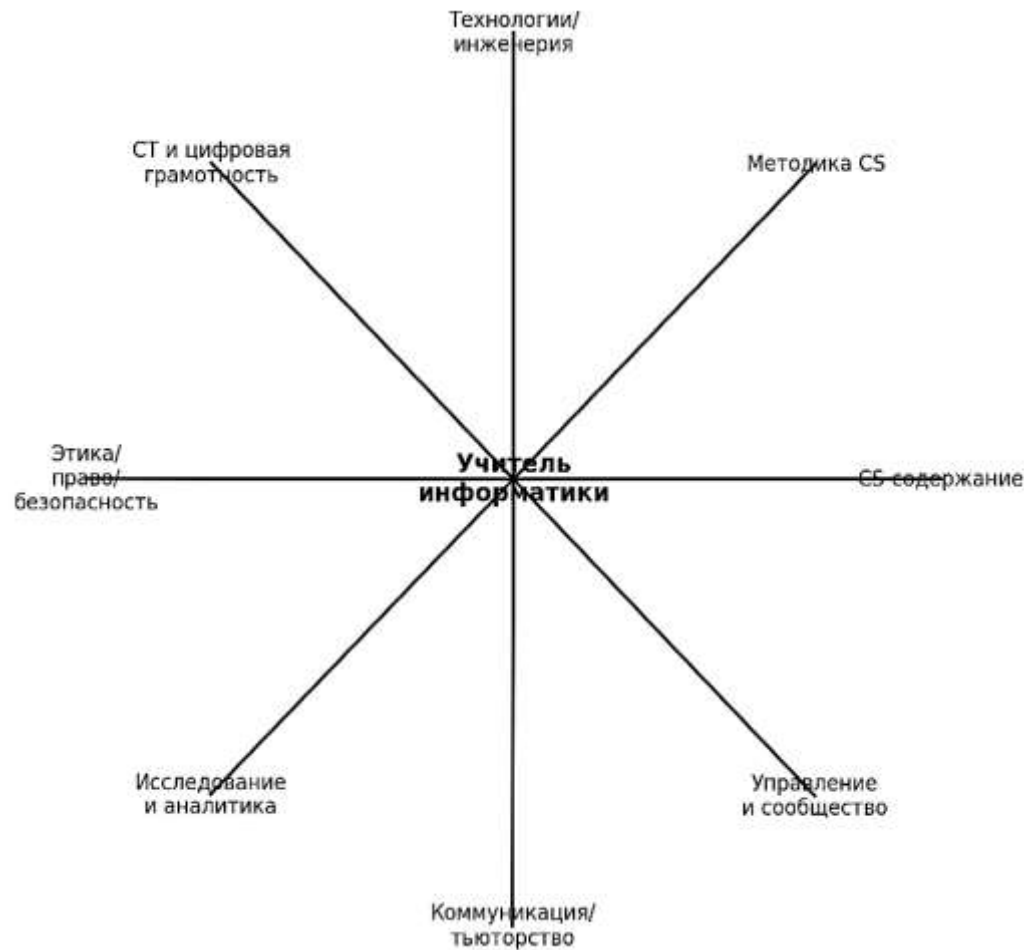 Технологии/
инженерия
СТ и цифровая
грамотность
Методика CS
Этика/
право/
безопасность
Учитель
информатики
CS содержание
Исследование
и аналитика
Управление
и сообщество
Коммуникация/
тьюторство